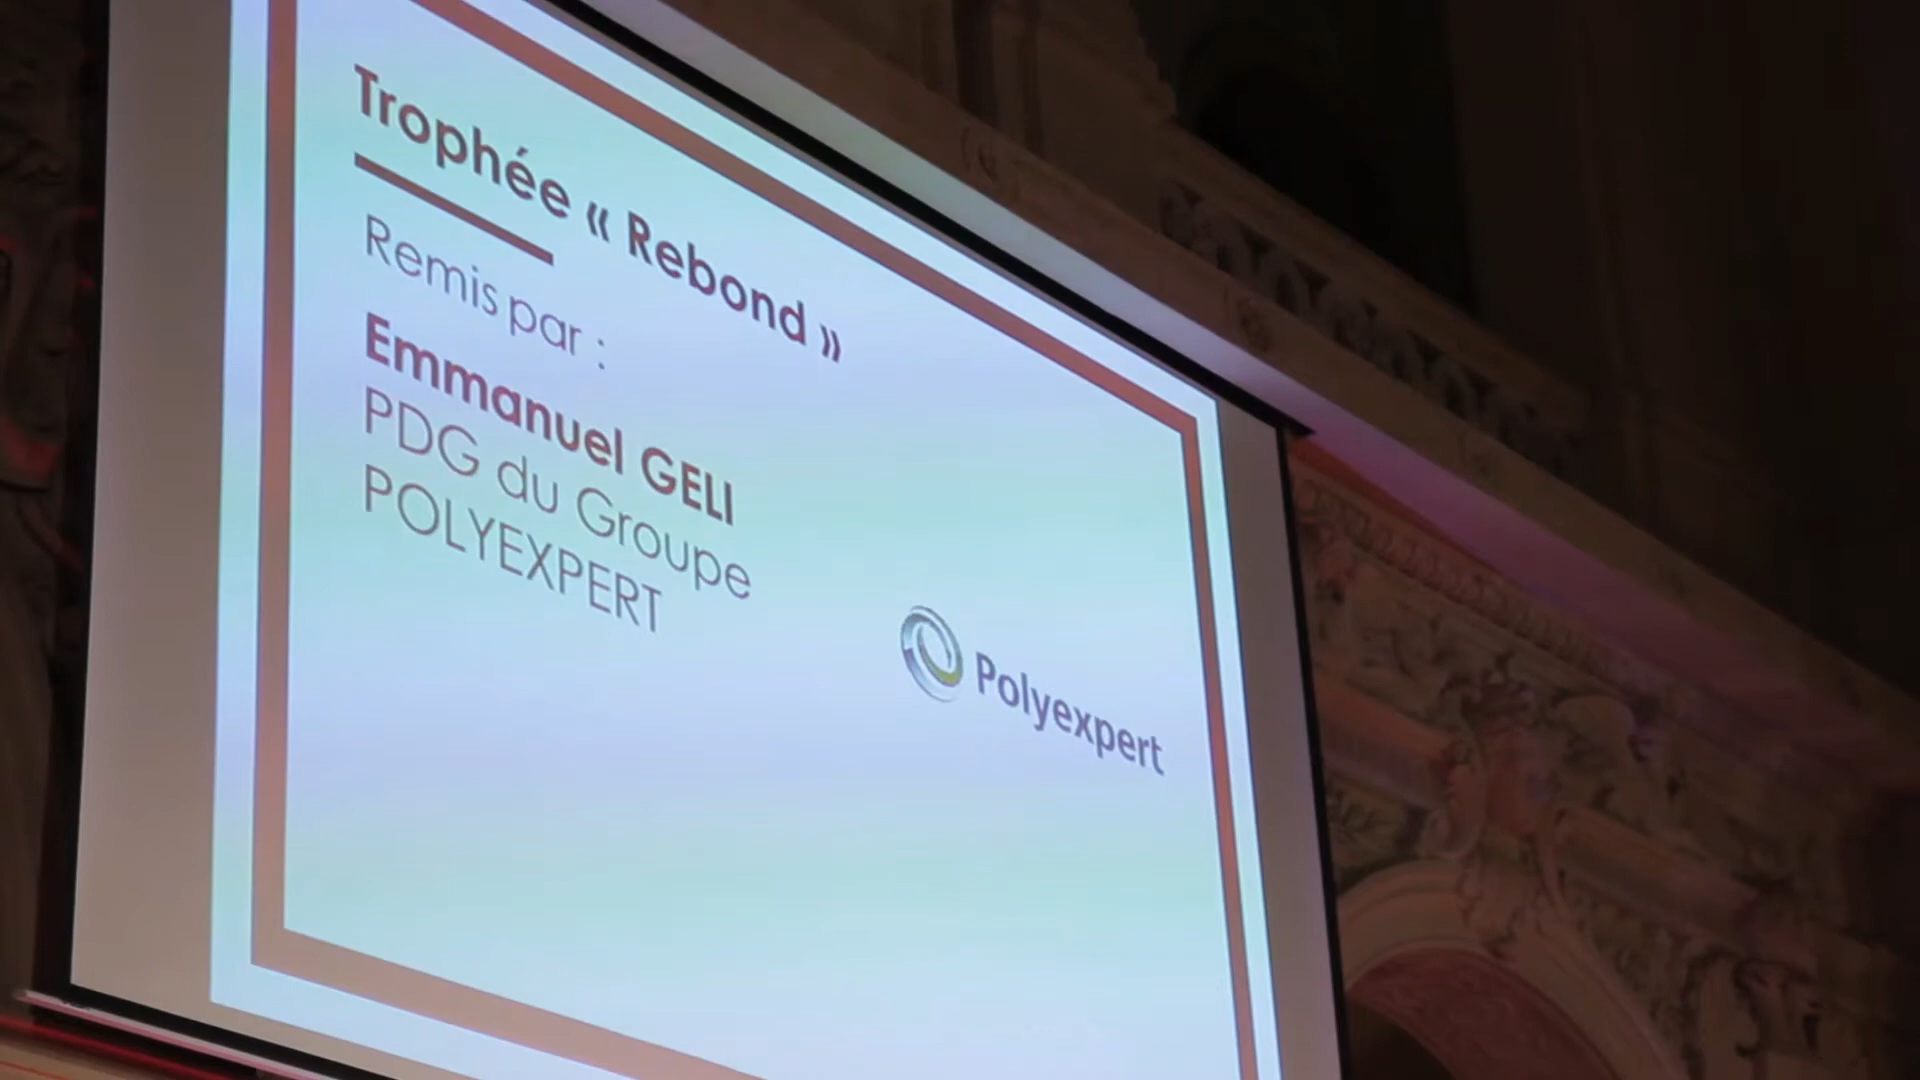 Trophée « Rebond »
Remis par :
Emmanuel GELI
PDG du Groupe
POLYEXPERT
Polyexpert